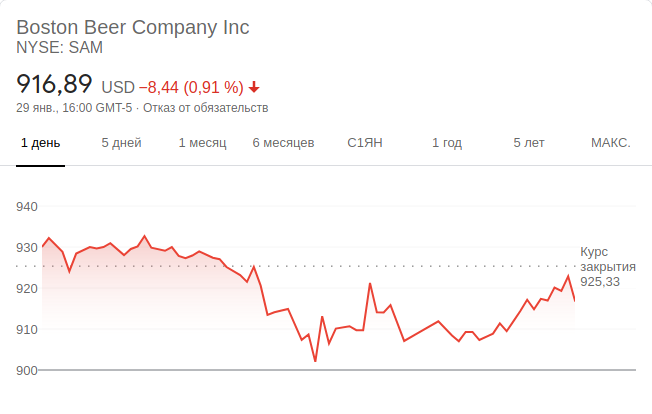 Boston Beer Company Inc
NYSE: SAM
916,89 USD −8,44 (0,91 %)
29 янв., 16:00 GMT-5 · Отказ от обязательств
1 день 5 дней 1 месяц 6 месяцев С1ЯН 1 год 5 лет МАКС.
940
930
Курс
закрытия
925,33
920
910
900